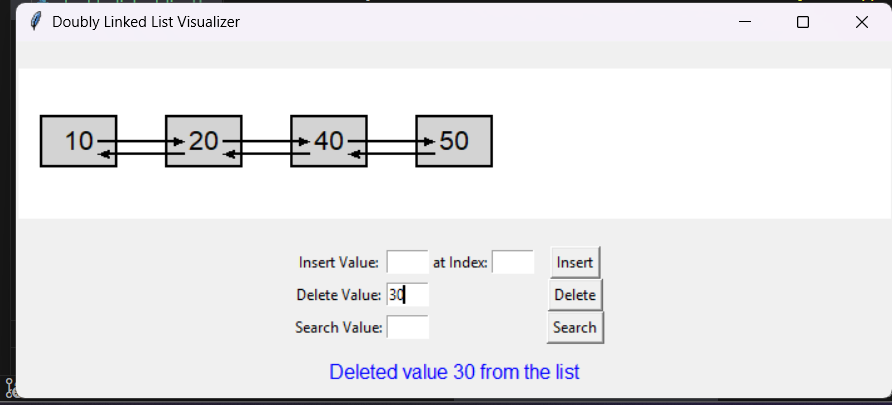 Doubly Linked List Visualizer
10 20 40 50
Insert Value: at Index: Insert
Delete Value: 30 Delete
Search Value: Search
Deleted value 30 from the list